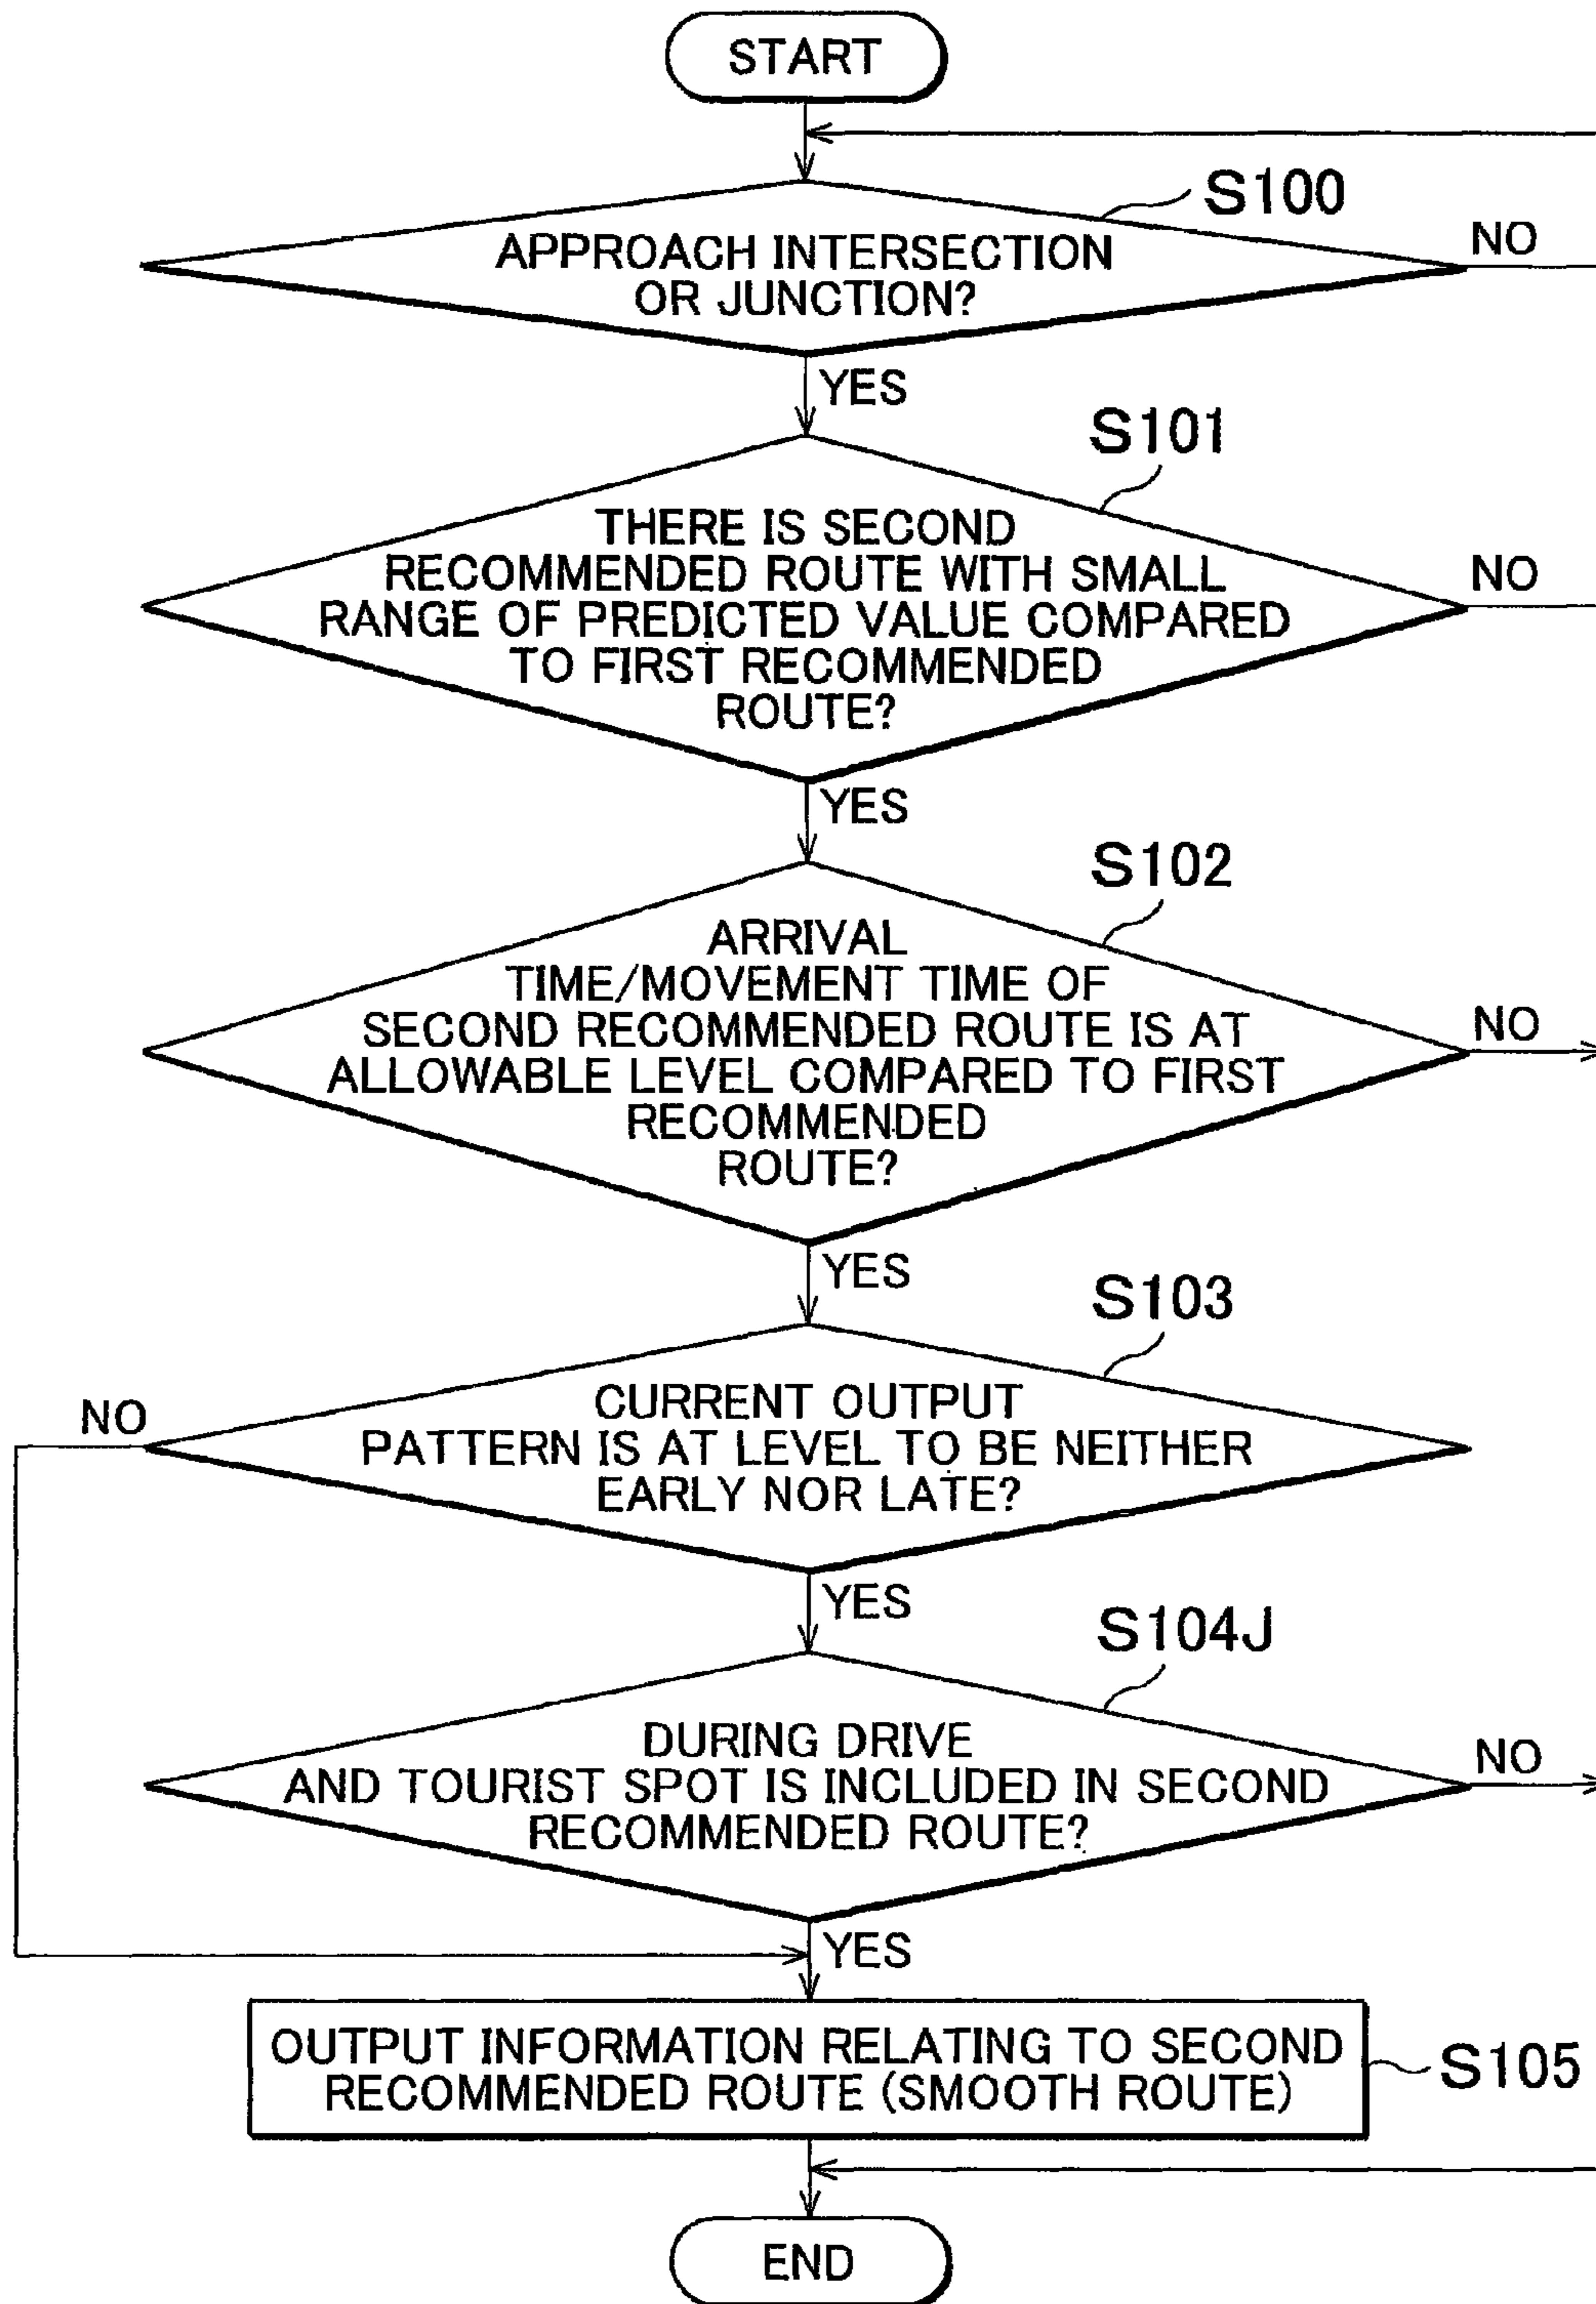 START
S100
APPROACH INTERSECTION
OR JUNCTION?
NO
YES
S101
THERE IS SECOND
RECOMMENDED ROUTE WITH SMALL
RANGE OF PREDICTED VALUE COMPARED
TO FIRST RECOMMENDED
ROUTE?
NO
YES
S102
ARRIVAL
TIME/MOVEMENT TIME OF
SECOND RECOMMENDED ROUTE IS AT
ALLOWABLE LEVEL COMPARED TO FIRST
RECOMMENDED
ROUTE?
NO
YES
S103
CURRENT OUTPUT
PATTERN IS AT LEVEL TO BE NEITHER
EARLY NOR LATE?
NO
YES
S104J
DURING DRIVE
AND TOURIST SPOT IS INCLUDED IN SECOND
RECOMMENDED ROUTE?
NO
YES
OUTPUT INFORMATION RELATING TO SECOND
RECOMMENDED ROUTE (SMOOTH ROUTE)
S105
END